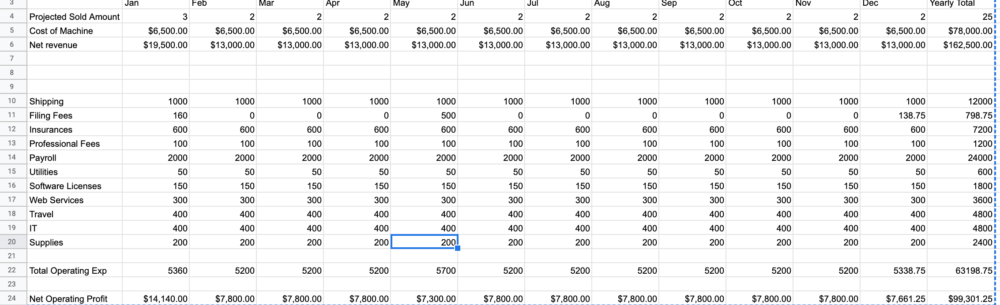 3 Jan Feb Mar Apr May Jun Jul Aug Sep Oct Nov Dec Yearly Total
4 Projected Sold Amount 3 2 2 2 2 2 2 2 2 2 2 2 25
5 Cost of Machine $6,500.00 $6,500.00 $6,500.00 $6,500.00 $6,500.00 $6,500.00 $6,500.00 $6,500.00 $6,500.00 $6,500.00 $6,500.00 $6,500.00 $78,000.00
6 Net revenue $19,500.00 $13,000.00 $13,000.00 $13,000.00 $13,000.00 $13,000.00 $13,000.00 $13,000.00 $13,000.00 $13,000.00 $13,000.00 $13,000.00 $162,500.00
7
8
9
10 Shipping 1000 1000 1000 1000 1000 1000 1000 1000 1000 1000 1000 1000 12000
11 Filing Fees 160 0 0 0 500 0 0 0 0 0 0 138.75 798.75
12 Insurances 600 600 600 600 600 600 600 600 600 600 600 600 7200
13 Professional Fees 100 100 100 100 100 100 100 100 100 100 100 100 1200
14 Payroll 2000 2000 2000 2000 2000 2000 2000 2000 2000 2000 2000 2000 24000
15 Utilities 50 50 50 50 50 50 50 50 50 50 50 50 600
16 Software Licenses 150 150 150 150 150 150 150 150 150 150 150 150 1800
17 Web Services 300 300 300 300 300 300 300 300 300 300 300 300 3600
18 Travel 400 400 400 400 400 400 400 400 400 400 400 400 4800
19 IT 400 400 400 400 400 400 400 400 400 400 400 400 4800
20 Supplies 200 200 200 200 200 200 200 200 200 200 200 200 2400
21
22 Total Operating Exp 5360 5200 5200 5200 5700 5200 5200 5200 5200 5200 5200 5338.75 63198.75
23
24 Net Operating Profit $14,140.00 $7,800.00 $7,800.00 $7,800.00 $7,300.00 $7,800.00 $7,800.00 $7,800.00 $7,800.00 $7,800.00 $7,800.00 $7,661.25 $99,301.25